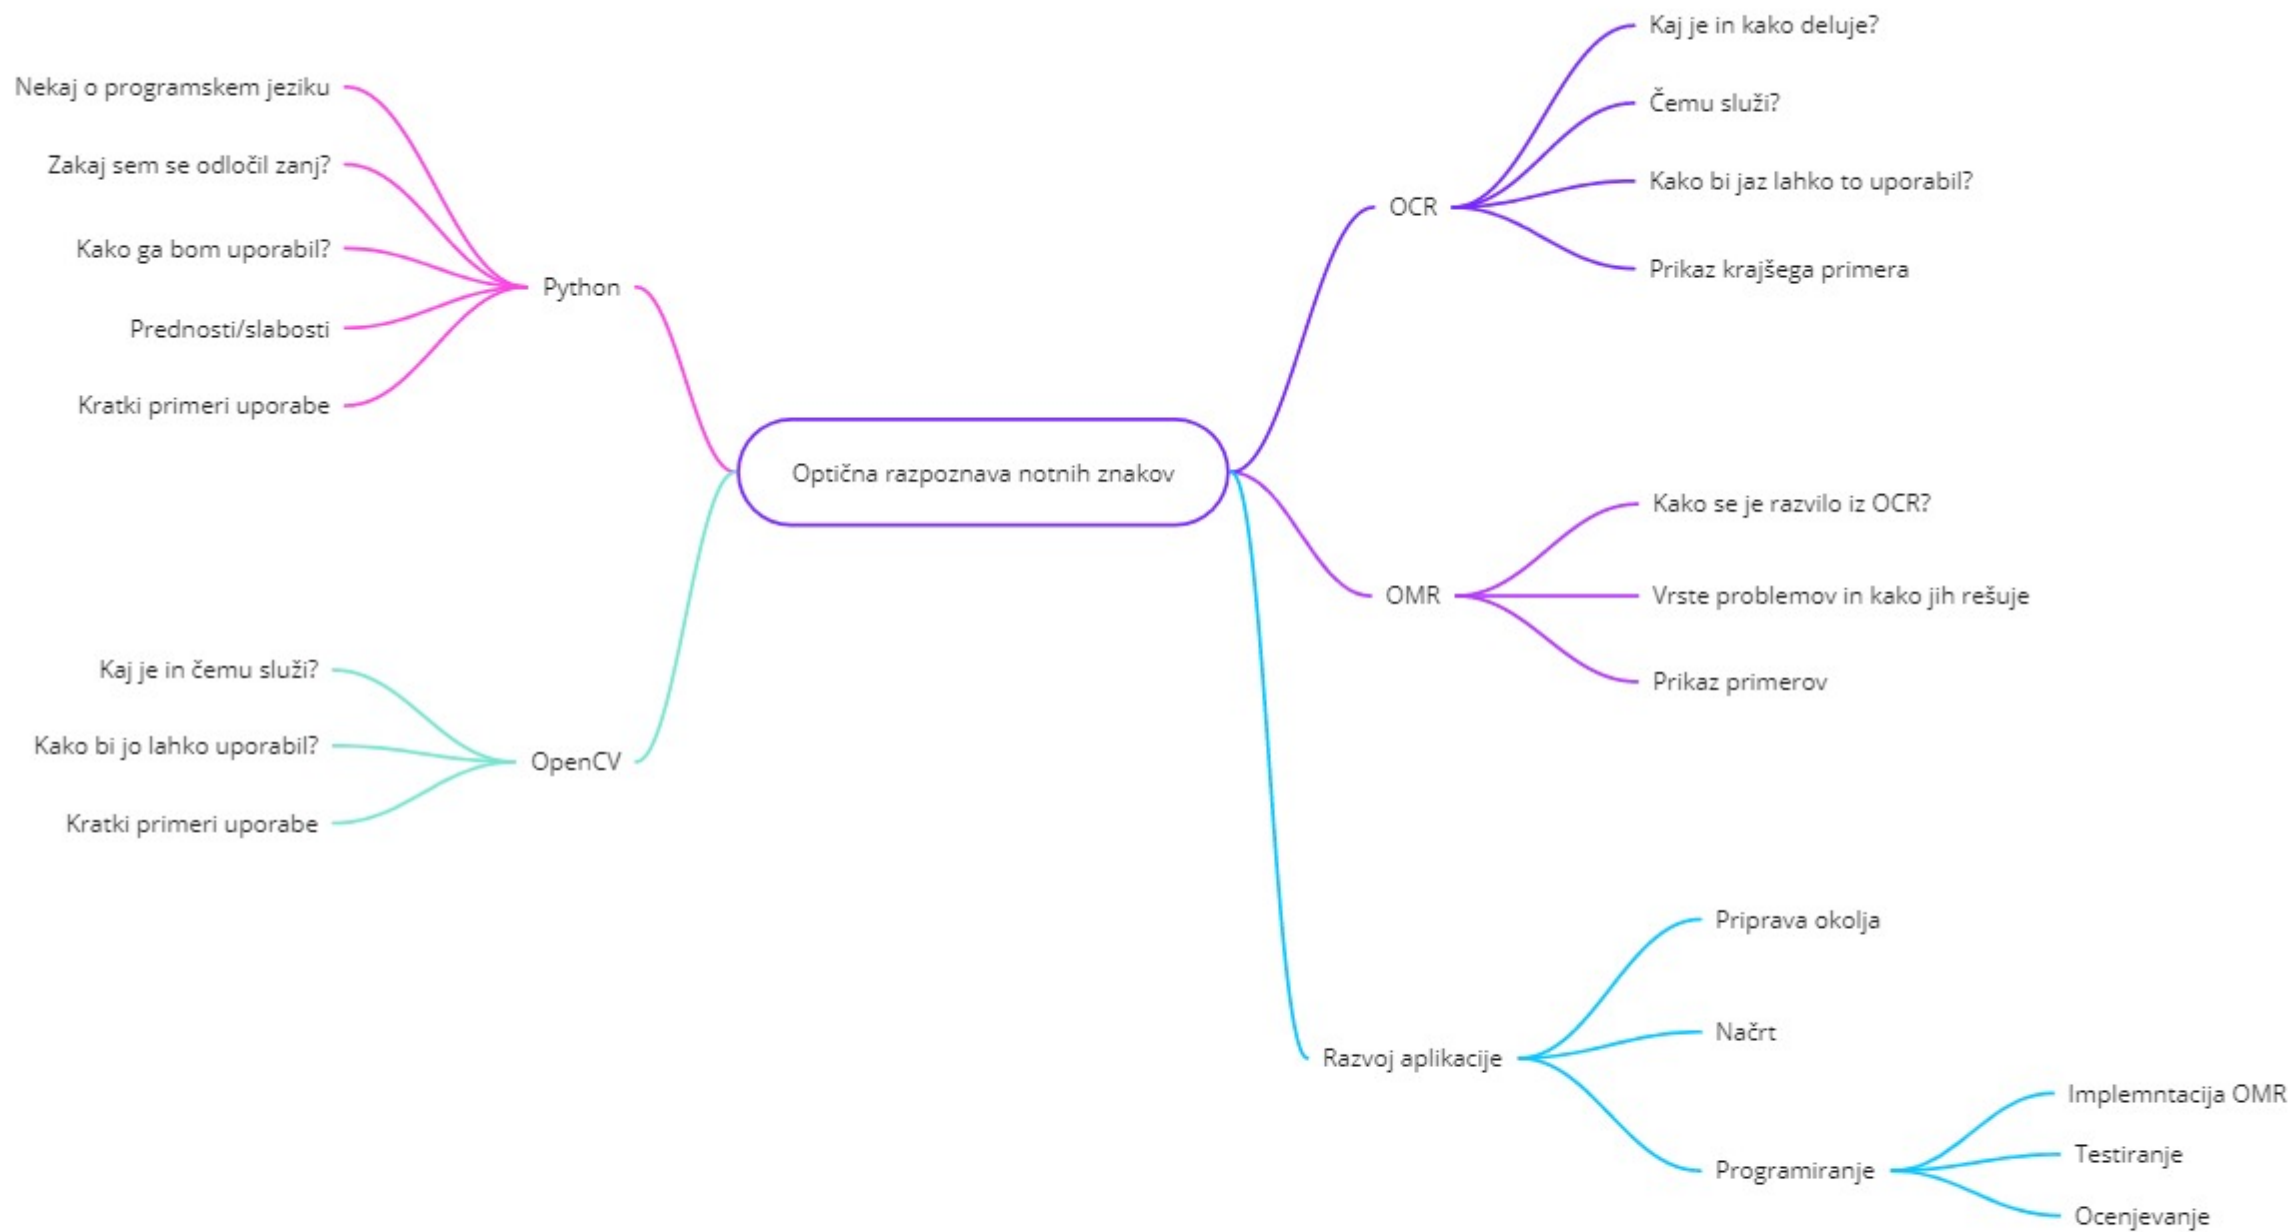 Optična razpoznava notnih znakov
Python
Nekaj o programskem jeziku
Zakaj sem se odločil zanj?
Kako ga bom uporabil?
Prednosti/slabosti
Kratki primeri uporabe
OpenCV
Kaj je in čemu služi?
Kako bi jo lahko uporabil?
Kratki primeri uporabe
OCR
Kaj je in kako deluje?
Čemu služi?
Kako bi jaz lahko to uporabil?
Prikaz krajšega primera
OMR
Kako se je razvilo iz OCR?
Vrste problemov in kako jih rešuje
Prikaz primerov
Razvoj aplikacije
Priprava okolja
Načrt
Programiranje
Implemntacija OMR
Testiranje
Ocenjevanje